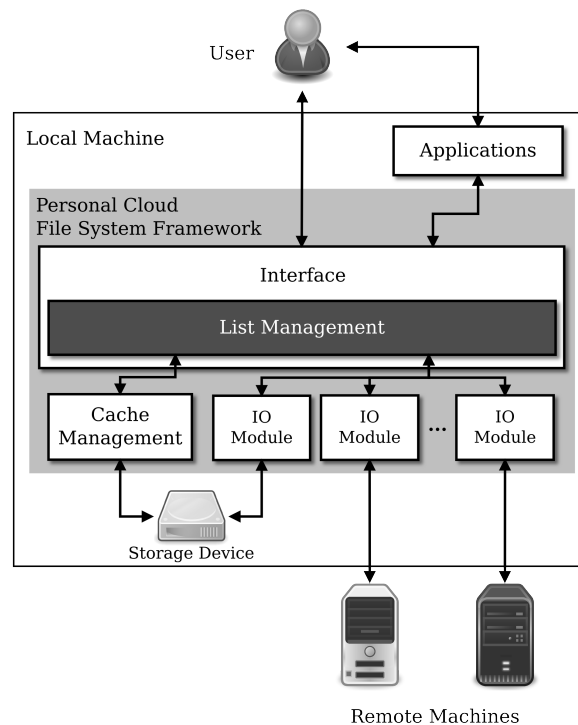 User
Local Machine
Applications
Personal Cloud
File System Framework
Interface
List Management
Cache
Management
IO
Module
IO
Module
...
IO
Module
Storage Device
Remote Machines